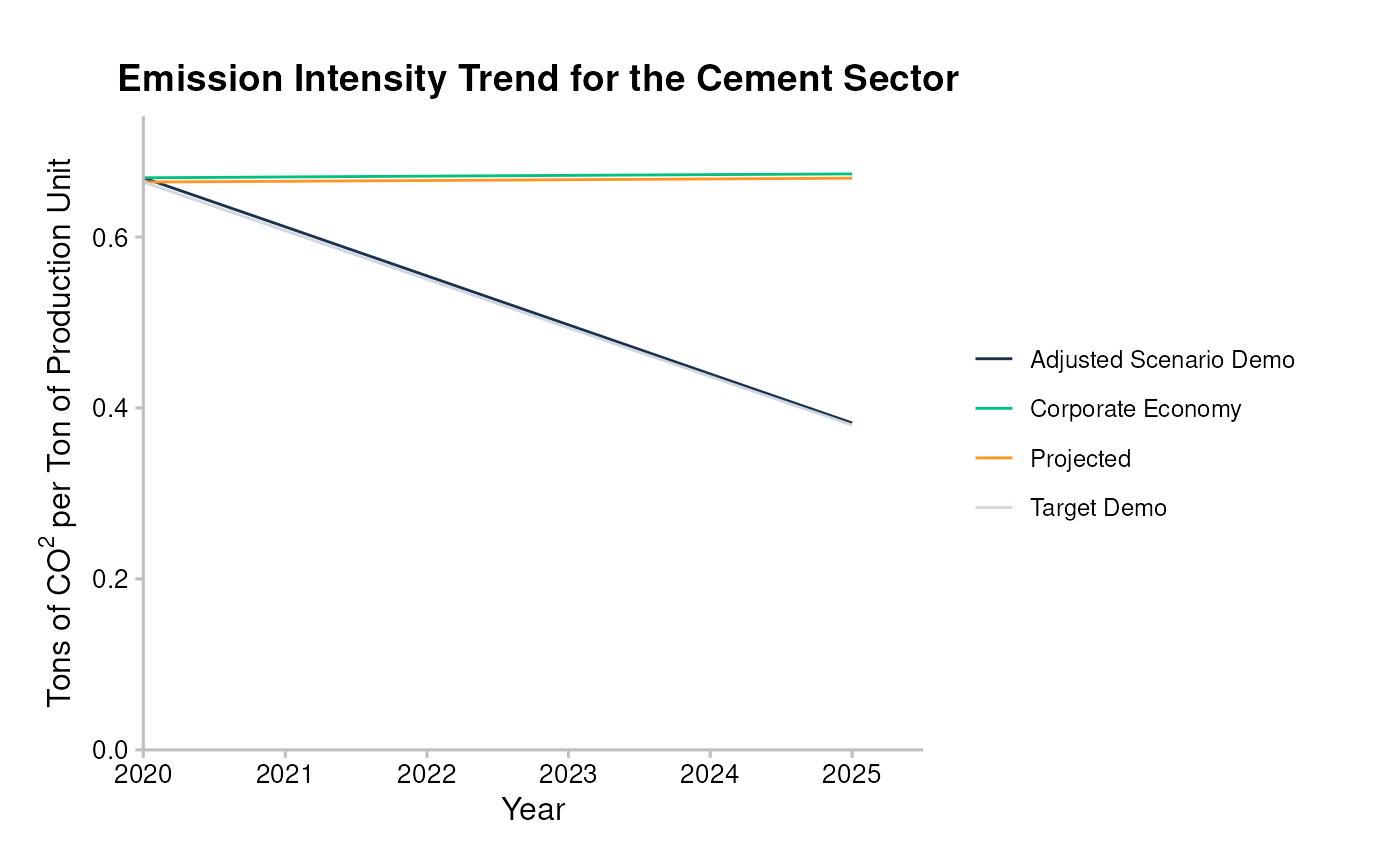 Emission Intensity Trend for the Cement Sector
Tons of CO² per Ton of Production Unit
0.6
0.4
0.2
0.0
2020 2021 2022 2023 2024 2025
Year
Adjusted Scenario Demo
Corporate Economy
Projected
Target Demo